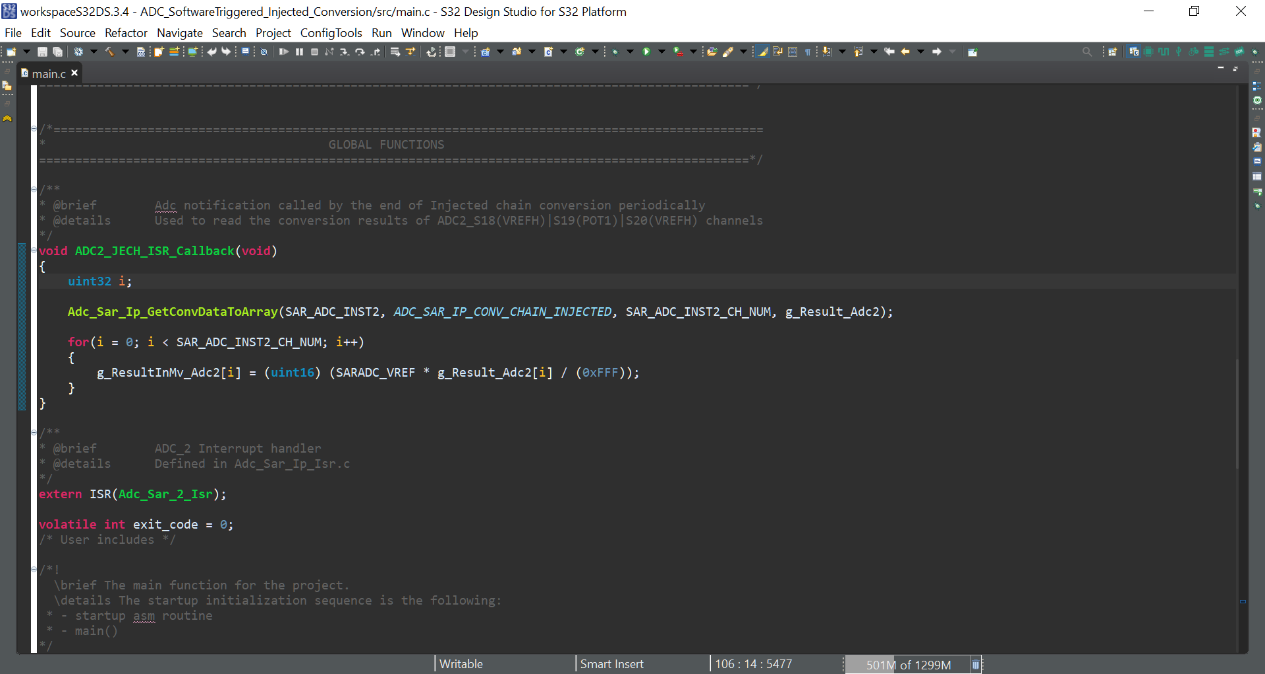 workspaceS32DS.3.4 - ADC_SoftwareTriggered_Injected_Conversion/src/main.c - S32 Design Studio for S32 Platform
File Edit Source Refactor Navigate Search Project ConfigTools Run Window Help
main.c
==================================================================================================*/
/*==================================================================================================
* GLOBAL FUNCTIONS
==================================================================================================*/
/**
* @brief Adc notification called by the end of Injected chain conversion periodically
* @details Used to read the conversion results of ADC2_S18(VREFH)|S19(POT1)|S20(VREFH) channels
*/
void ADC2_JECH_ISR_Callback(void)
{
uint32 i;
Adc_Sar_Ip_GetConvDataToArray(SAR_ADC_INST2, ADC_SAR_IP_CONV_CHAIN_INJECTED, SAR_ADC_INST2_CH_NUM, g_Result_Adc2);
for(i = 0; i < SAR_ADC_INST2_CH_NUM; i++)
{
g_ResultInMv_Adc2[i] = (uint16) (SARADC_VREF * g_Result_Adc2[i] / (0xFFF));
}
}
/**
* @brief ADC_2 Interrupt handler
* @details Defined in Adc_Sar_Ip_Isr.c
*/
extern ISR(Adc_Sar_2_Isr);
volatile int exit_code = 0;
/* User includes */
/*!
\brief The main function for the project.
\details The startup initialization sequence is the following:
* - startup asm routine
* - main()
*/
Writable Smart Insert 106 : 14 : 5477 501M of 1299M